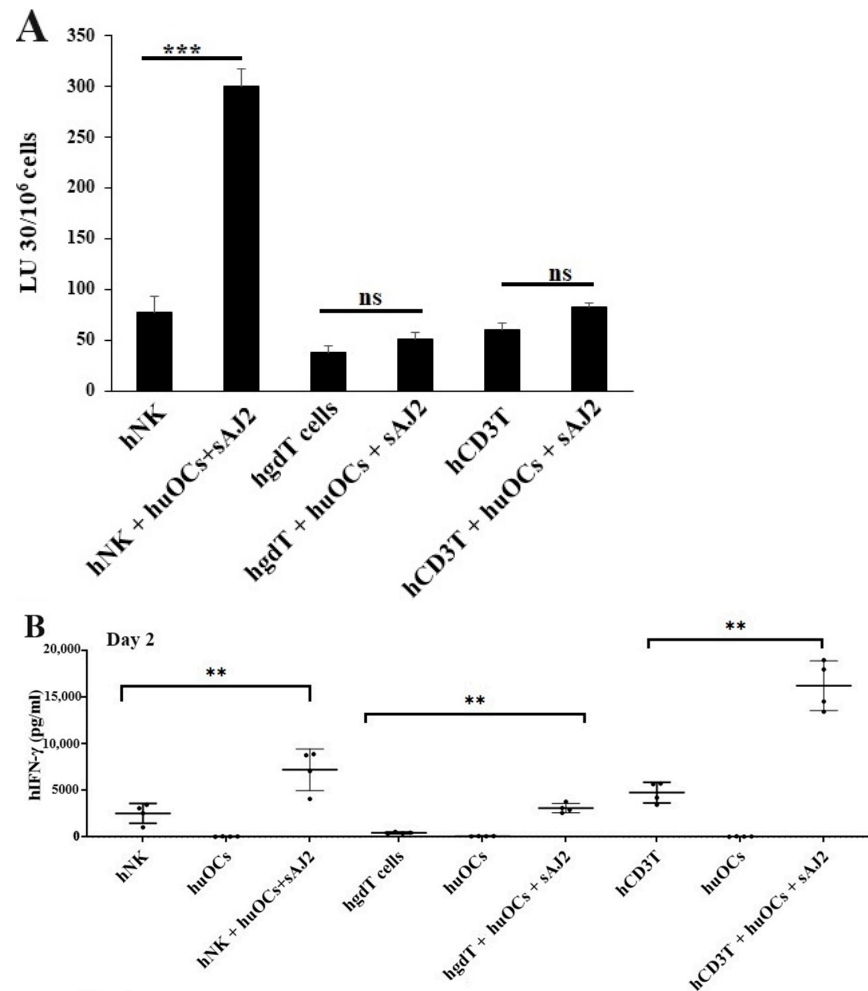 A
350
300
250
200
150
100
50
0
LU 30/10⁶ cells
***
ns
ns
hNK
hNK + huOCs+sAJ2
hgdT cells
hgdT + huOCs + sAJ2
hCD3T
hCD3T + huOCs + sAJ2
B
Day 2
20,000
15,000
10,000
5000
0
hIFN-γ (pg/ml)
**
**
**
hNK
huOCs
hNK + huOCs+sAJ2
hgdT cells
huOCs
hgdT + huOCs + sAJ2
hCD3T
huOCs
hCD3T + huOCs + sAJ2